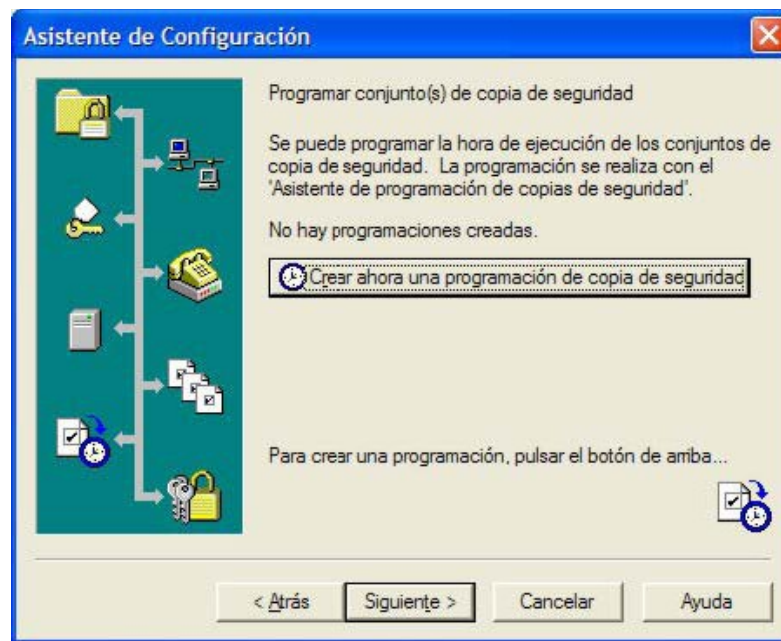 Asistente de Configuración
Programar conjunto(s) de copia de seguridad
Se puede programar la hora de ejecución de los conjuntos de
copia de seguridad. La programación se realiza con el
'Asistente de programación de copias de seguridad'.
No hay programaciones creadas.
Crear ahora una programación de copia de seguridad
Para crear una programación, pulsar el botón de arriba...
< Atrás
Siguiente >
Cancelar
Ayuda